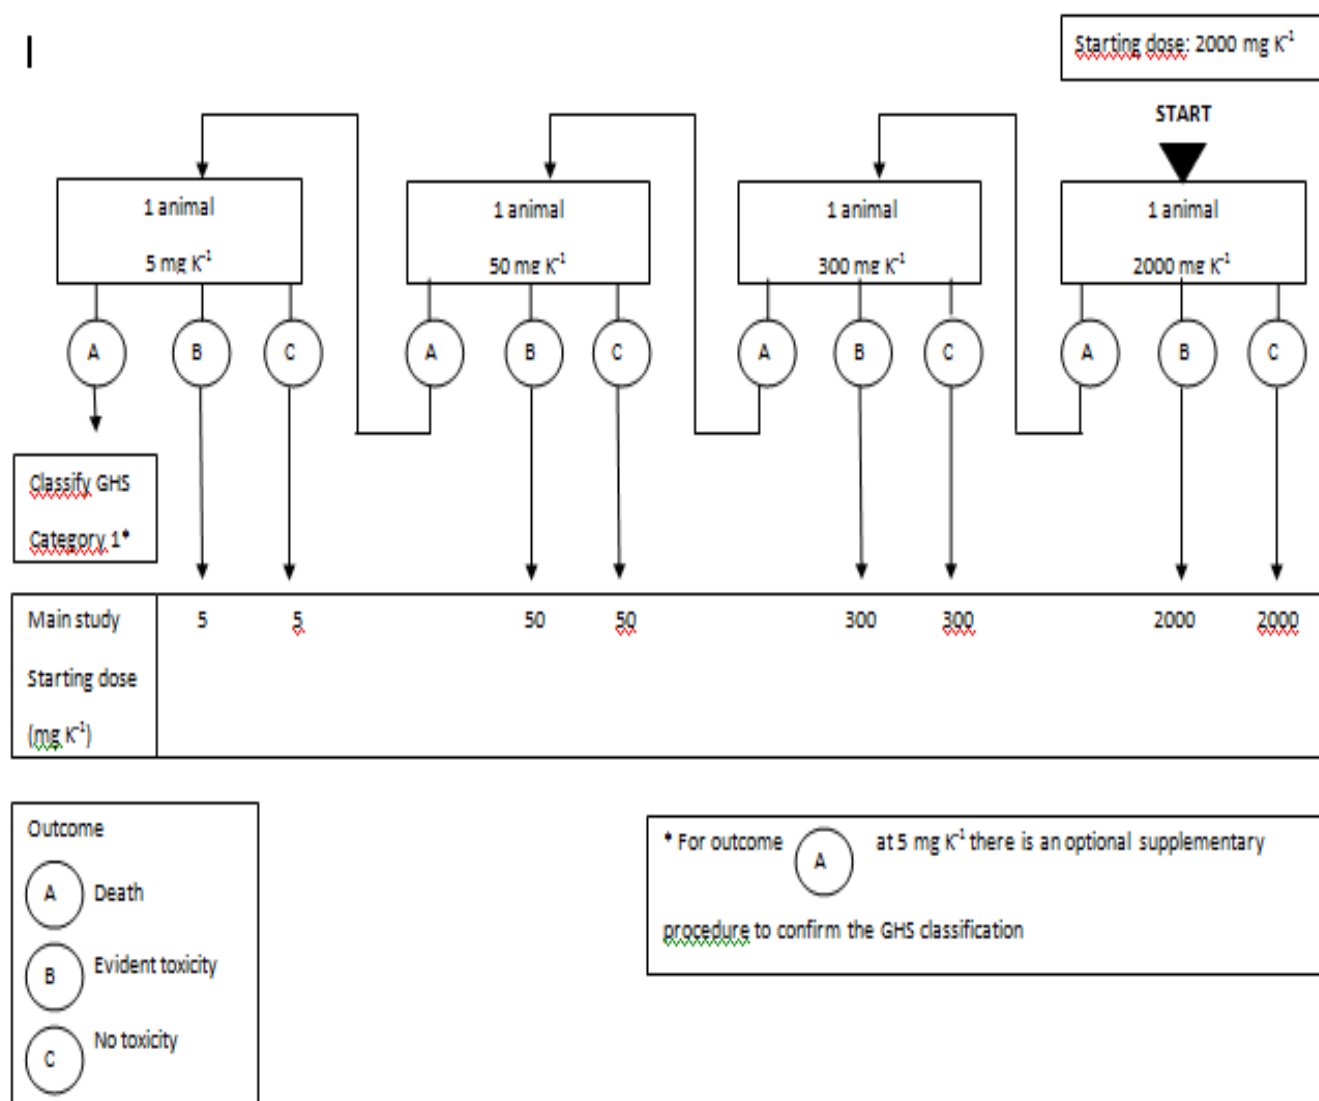 Starting dose: 2000 mg K⁻¹
START
1 animal
5 mg K⁻¹
1 animal
50 mg K⁻¹
1 animal
300 mg K⁻¹
1 animal
2000 mg K⁻¹
A B C A B C A B C A B C
Classify GHS
Category 1*
Main study
Starting dose
(mg K⁻¹)
5 5 50 50 300 300 2000 2000
Outcome
A Death
B Evident toxicity
C No toxicity
* For outcome A at 5 mg K⁻¹ there is an optional supplementary
procedure to confirm the GHS classification